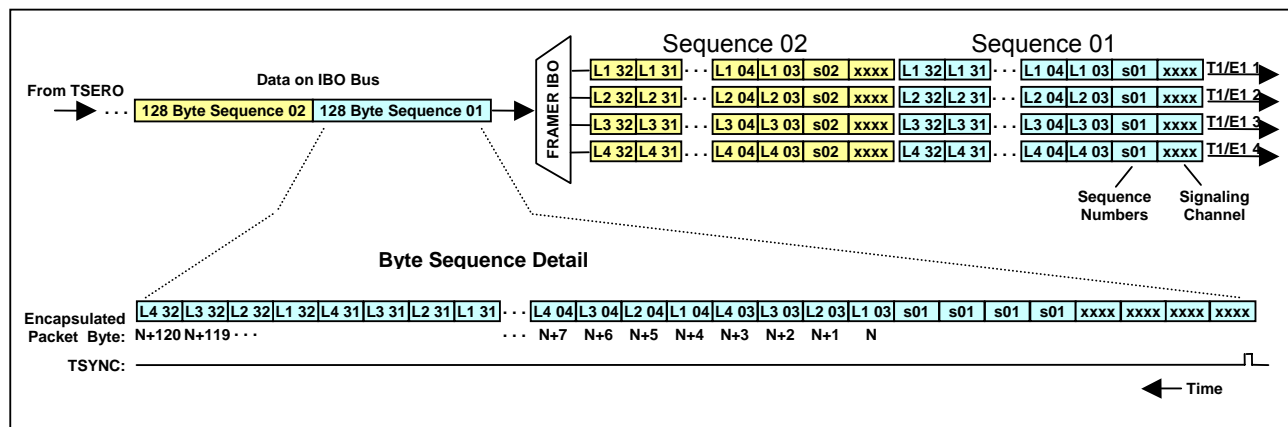 Sequence 02 Sequence 01
Data on IBO Bus
From TSERO
128 Byte Sequence 02 128 Byte Sequence 01
FRAMER IBO
L1 32 L1 31 · · · L1 04 L1 03 s02 xxxx L1 32 L1 31 · · · L1 04 L1 03 s01 xxxx T1/E1 1
L2 32 L2 31 · · · L2 04 L2 03 s02 xxxx L2 32 L2 31 · · · L2 04 L2 03 s01 xxxx T1/E1 2
L3 32 L3 31 · · · L3 04 L3 03 s02 xxxx L3 32 L3 31 · · · L3 04 L3 03 s01 xxxx T1/E1 3
L4 32 L4 31 · · · L4 04 L4 03 s02 xxxx L4 32 L4 31 · · · L4 04 L4 03 s01 xxxx T1/E1 4
Sequence Numbers
Signaling Channel
Byte Sequence Detail
L4 32 L3 32 L2 32 L1 32 L4 31 L3 31 L2 31 L1 31 · · · L4 04 L3 04 L2 04 L1 04 L4 03 L3 03 L2 03 L1 03 s01 s01 s01 s01 xxxx xxxx xxxx xxxx
Encapsulated
Packet Byte: N+120 N+119 · · · · · · N+7 N+6 N+5 N+4 N+3 N+2 N+1 N
TSYNC:
Time